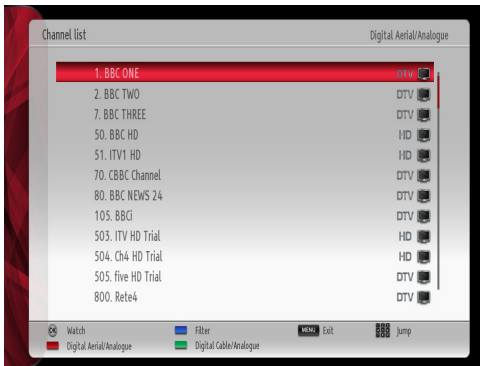 Channel list Digital Aerial/Analogue
1. BBC ONE DTV
2. BBC TWO DTV
7. BBC THREE DTV
50. BBC HD HD
51. ITV1 HD HD
70. CBBC Channel DTV
80. BBC NEWS 24 DTV
105. BBCi DTV
503. ITV HD Trial HD
504. Ch4 HD Trial HD
505. five HD Trial DTV
800. Rete4 DTV
OK Watch Filter MENU Exit Jump
Digital Aerial/Analogue Digital Cable/Analogue